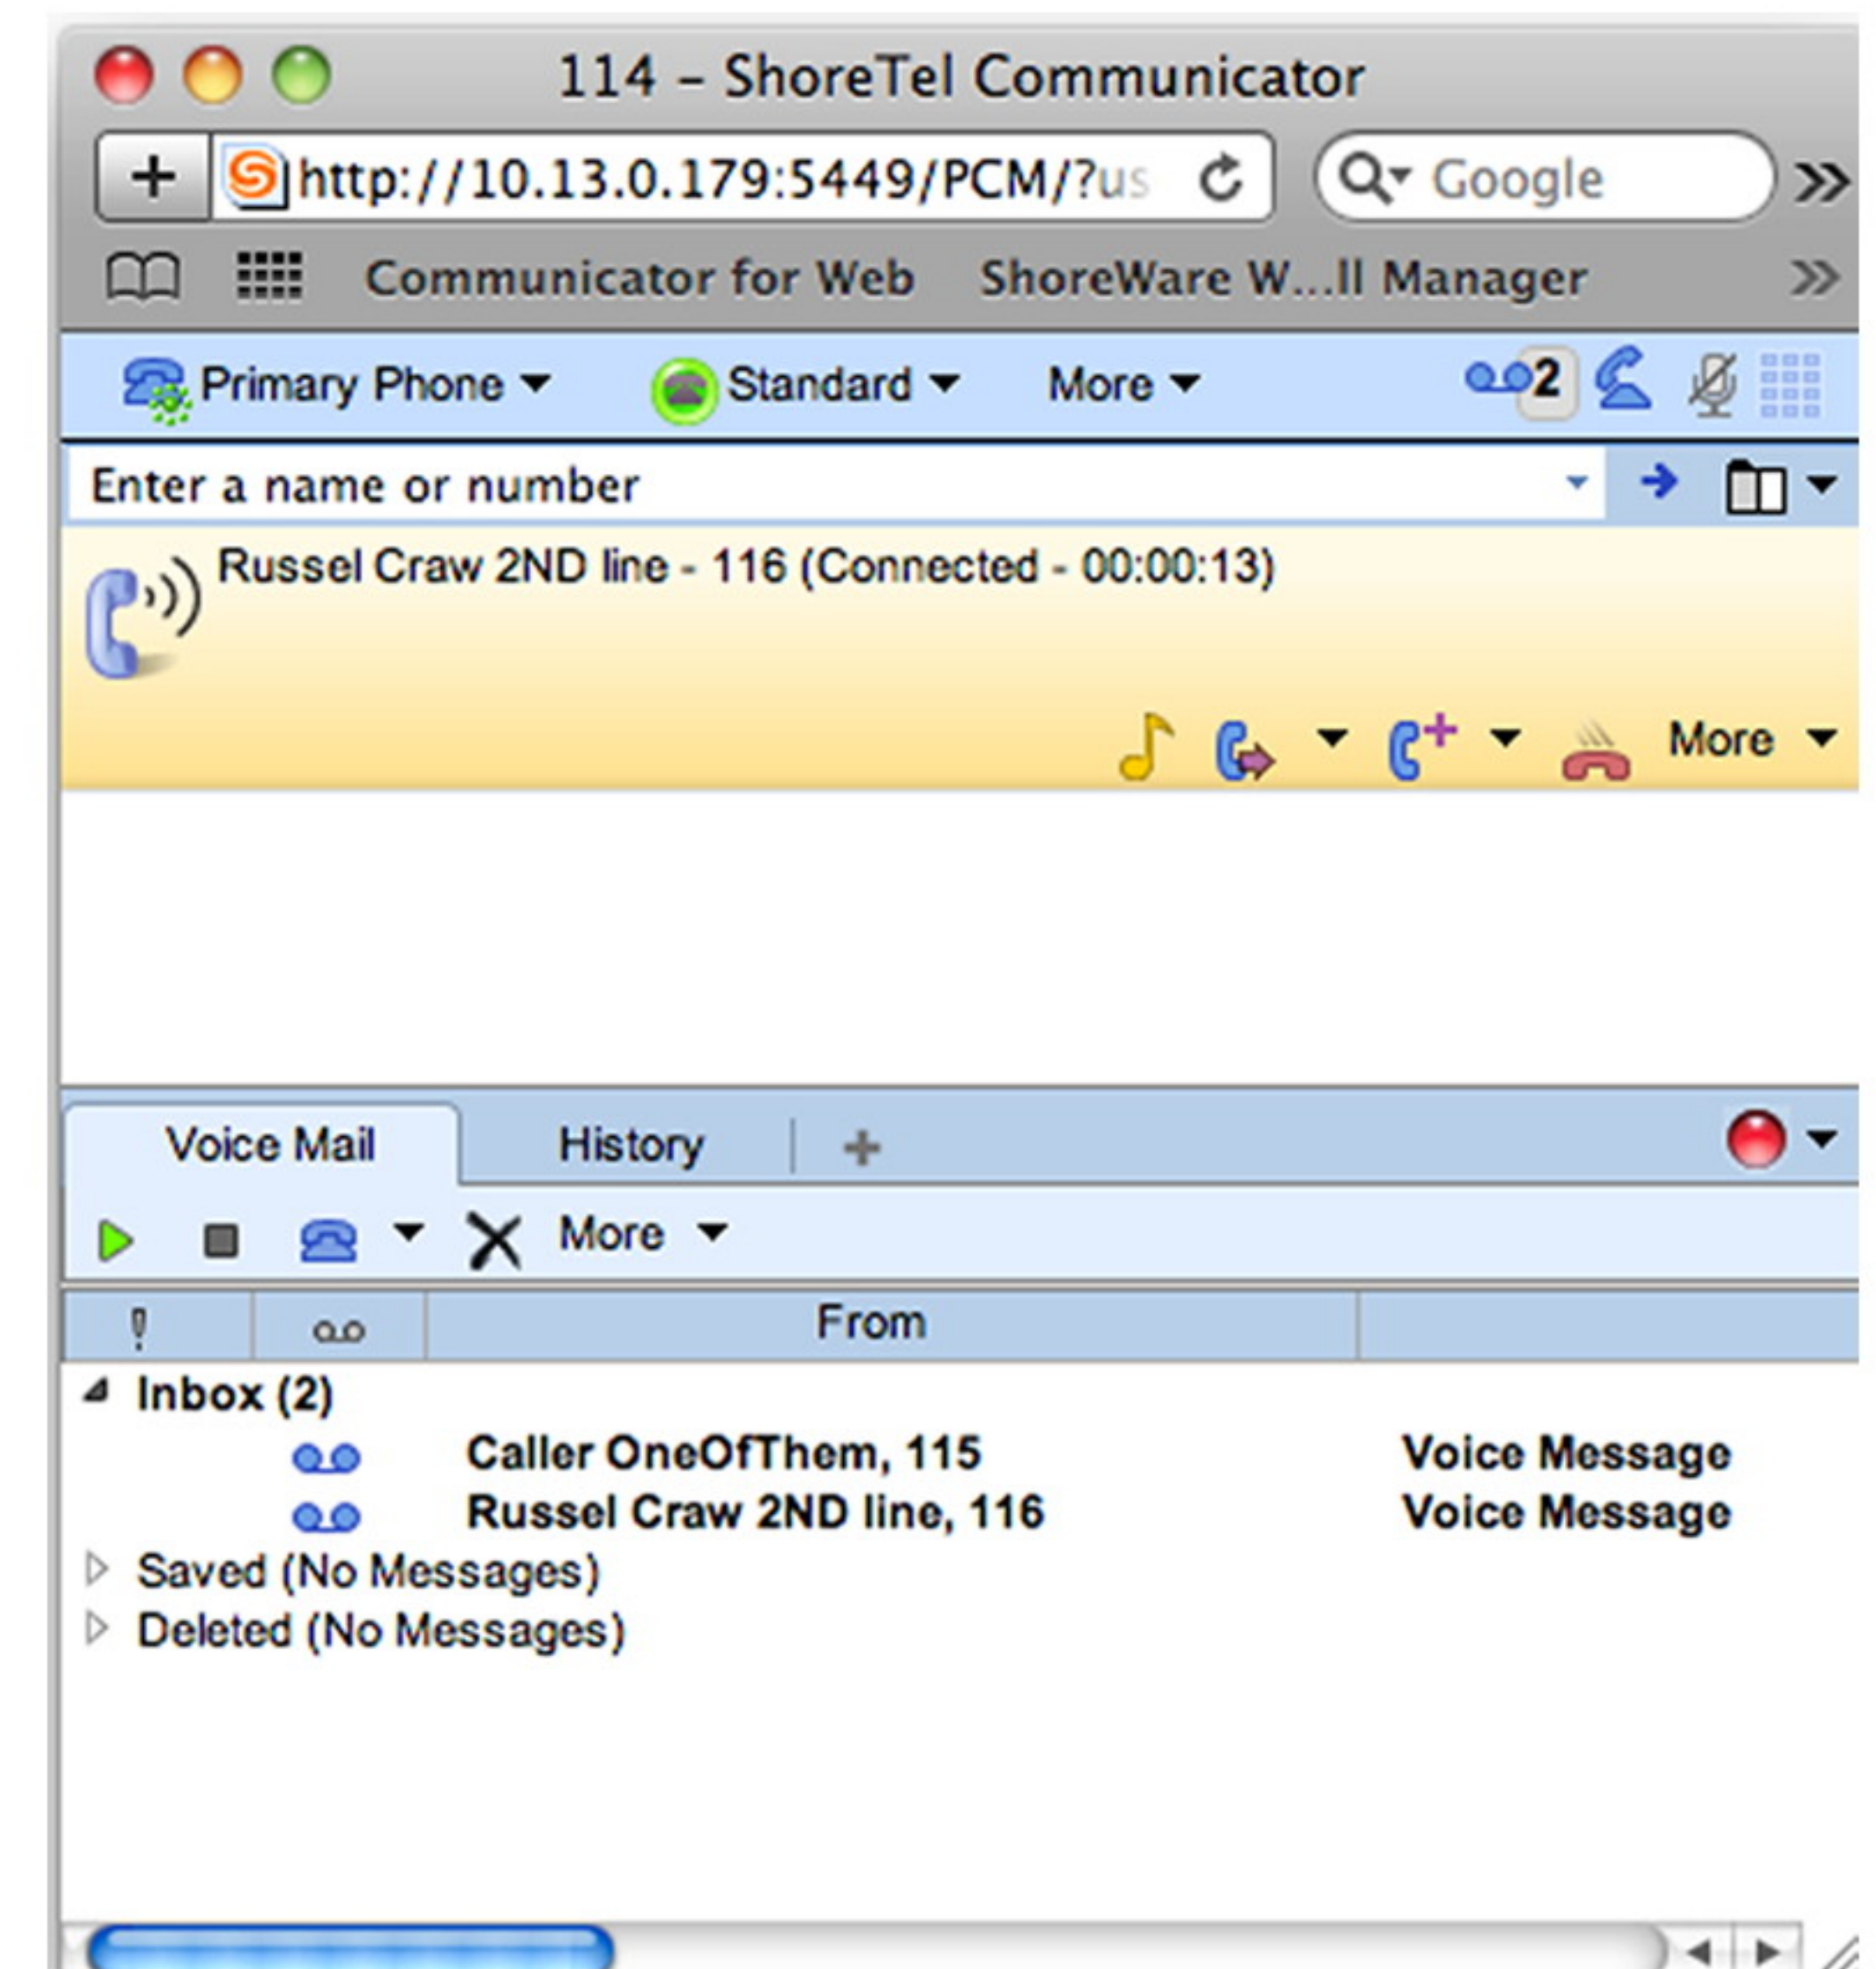 114 – ShoreTel Communicator
http://10.13.0.179:5449/PCM/?us
Google
Communicator for Web ShoreWare W...ll Manager
Primary Phone Standard More 2
Enter a name or number
Russel Craw 2ND line - 116 (Connected - 00:00:13)
More
Voice Mail History
More
From
Inbox (2)
Caller OneOfThem, 115 Voice Message
Russel Craw 2ND line, 116 Voice Message
Saved (No Messages)
Deleted (No Messages)